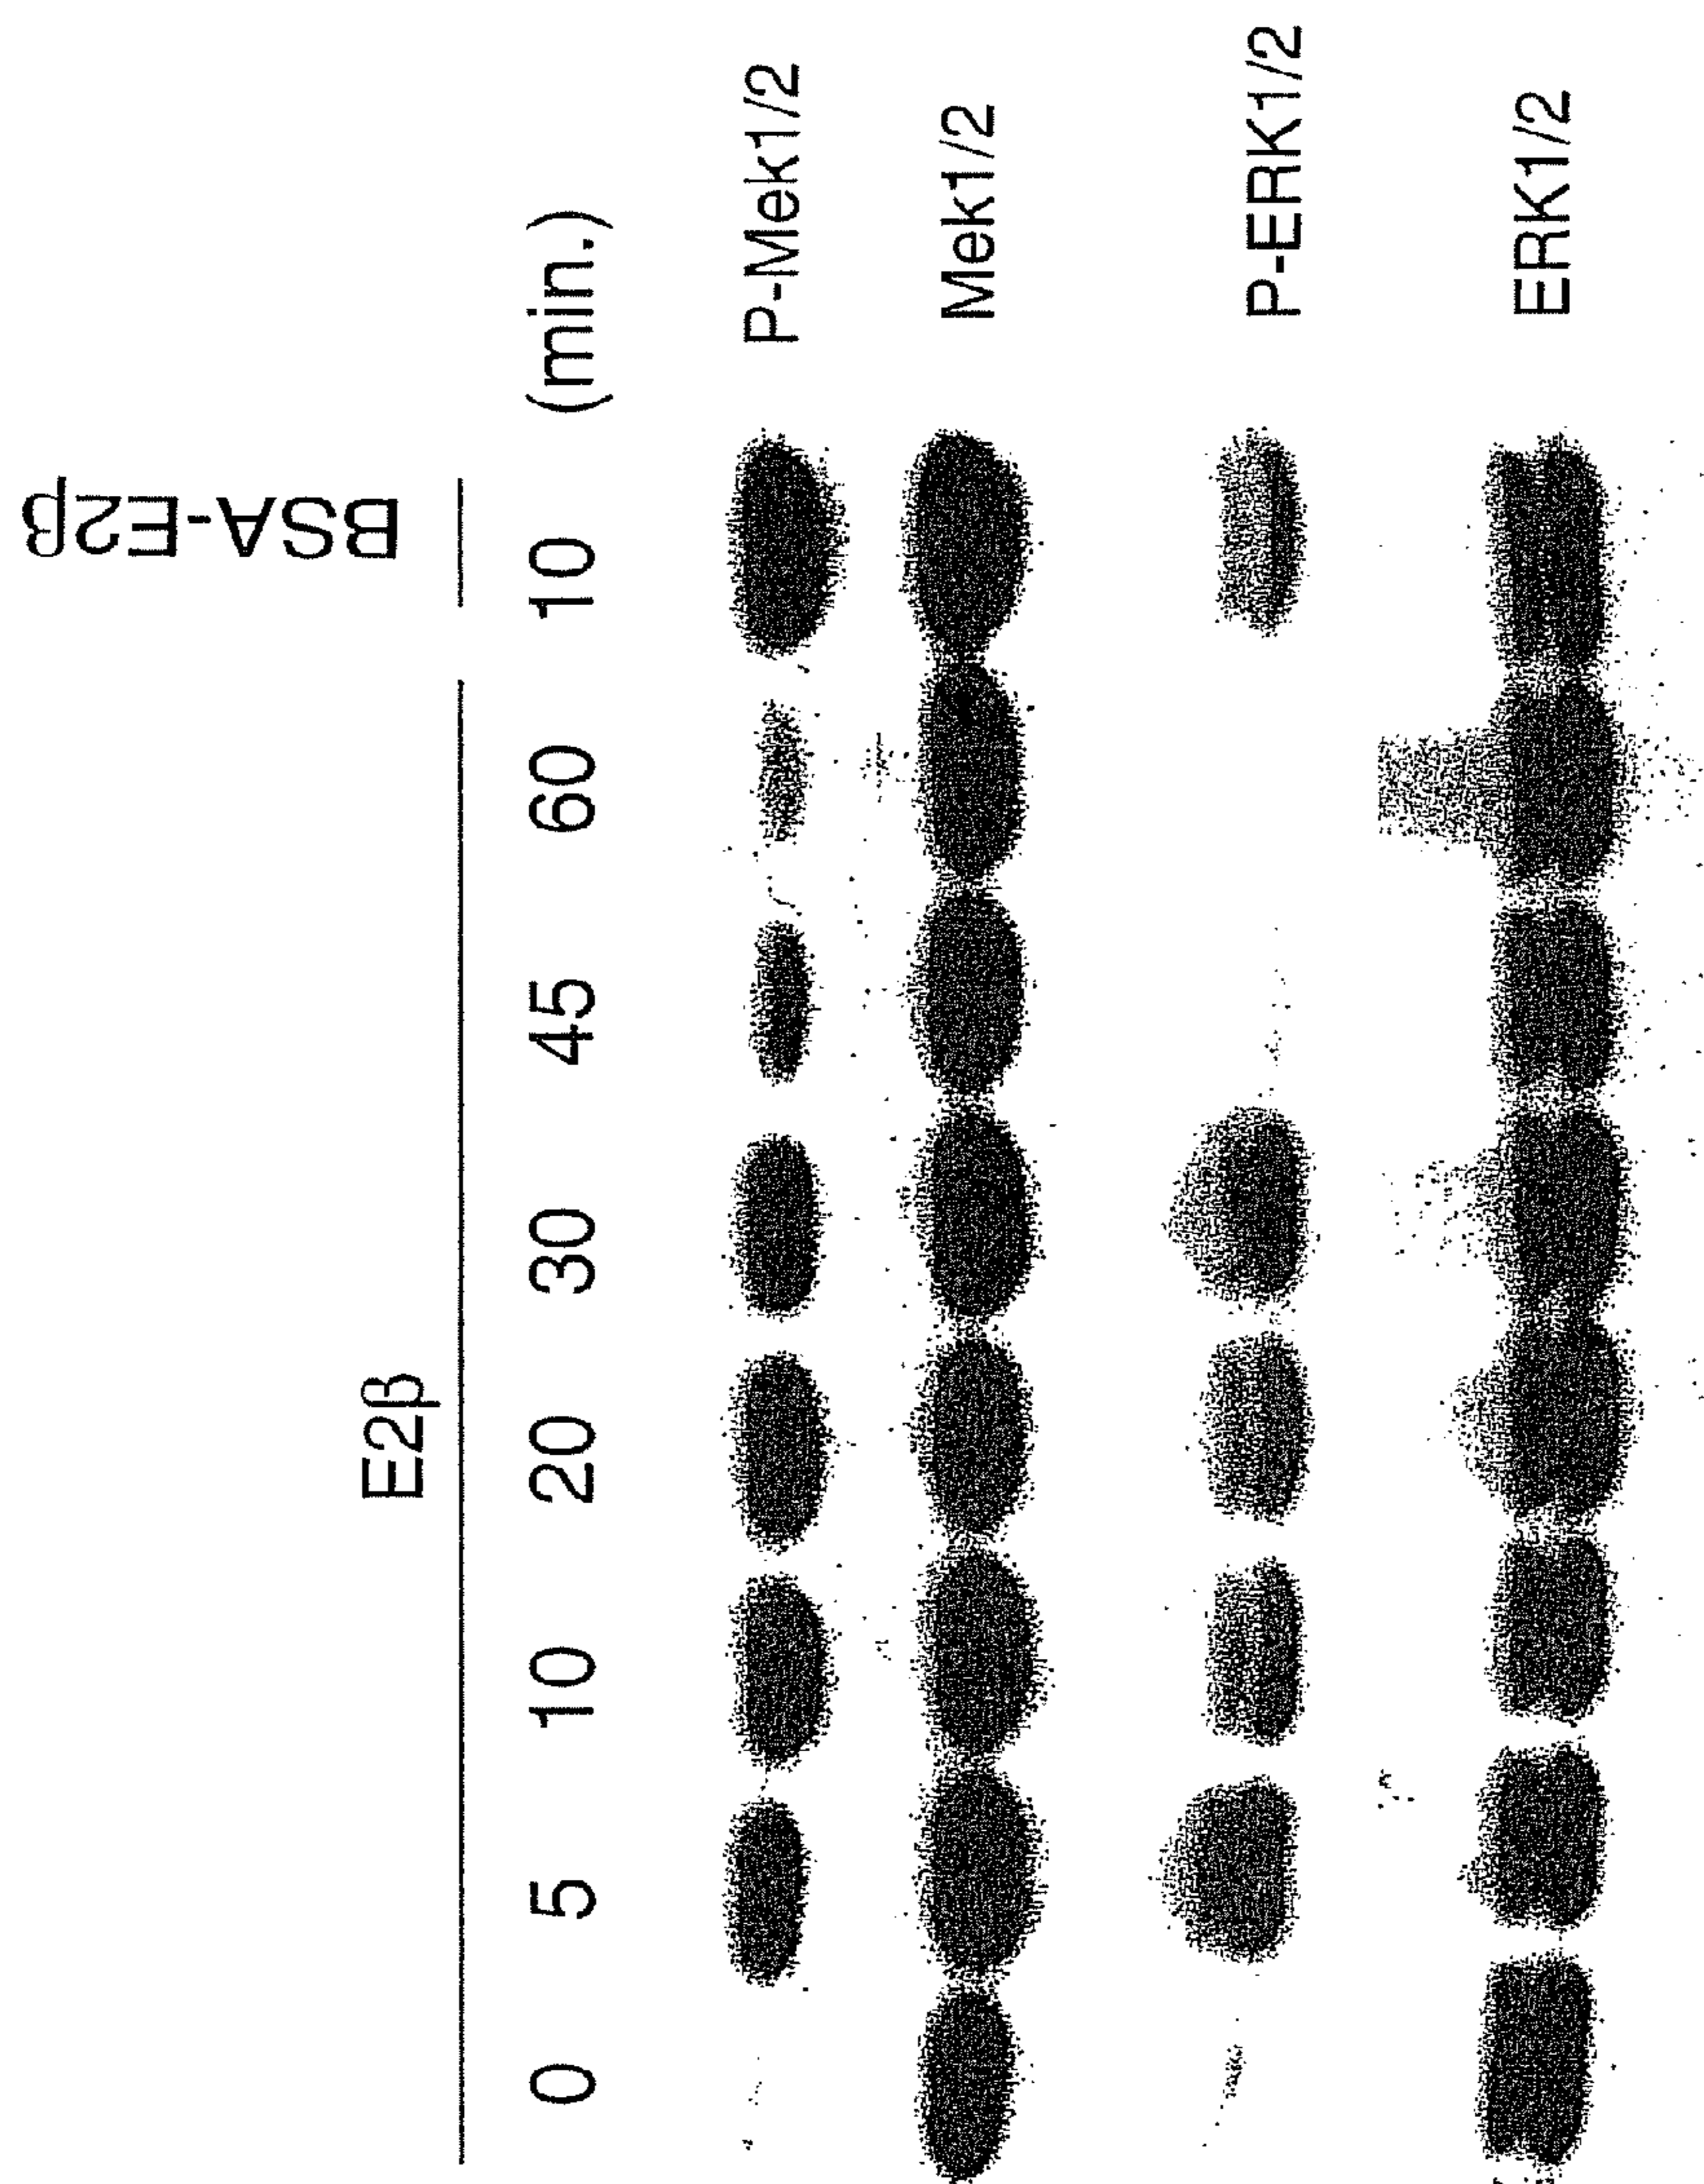 E2β
BSA-E2β
0 5 10 20 30 45 60 10 (min.)
P-Mek1/2
Mek1/2
P-ERK1/2
ERK1/2